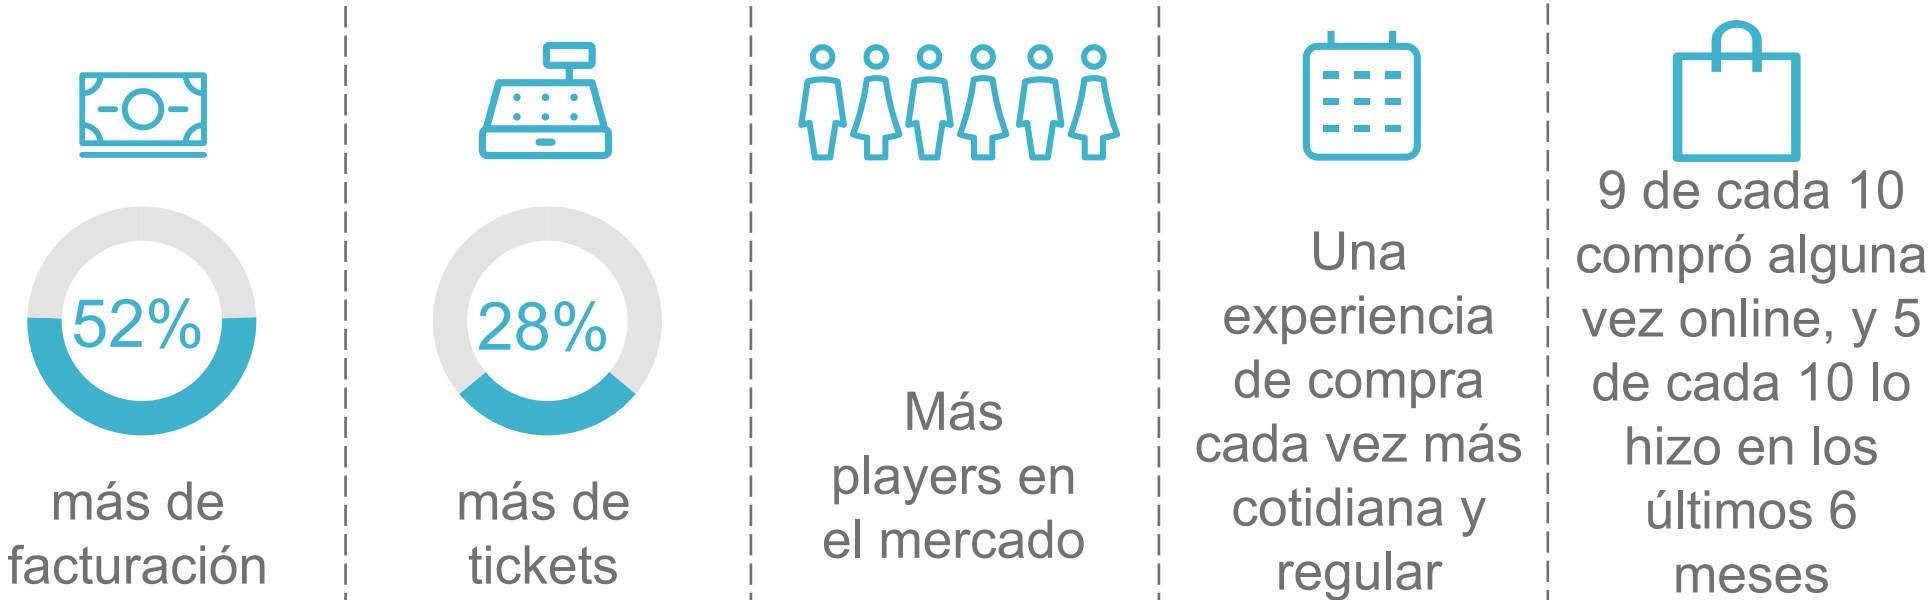 52%
más de
facturación
28%
más de
tickets
Más
players en
el mercado
Una
experiencia
de compra
cada vez más
cotidiana y
regular
9 de cada 10
compró alguna
vez online, y 5
de cada 10 lo
hizo en los
últimos 6
meses